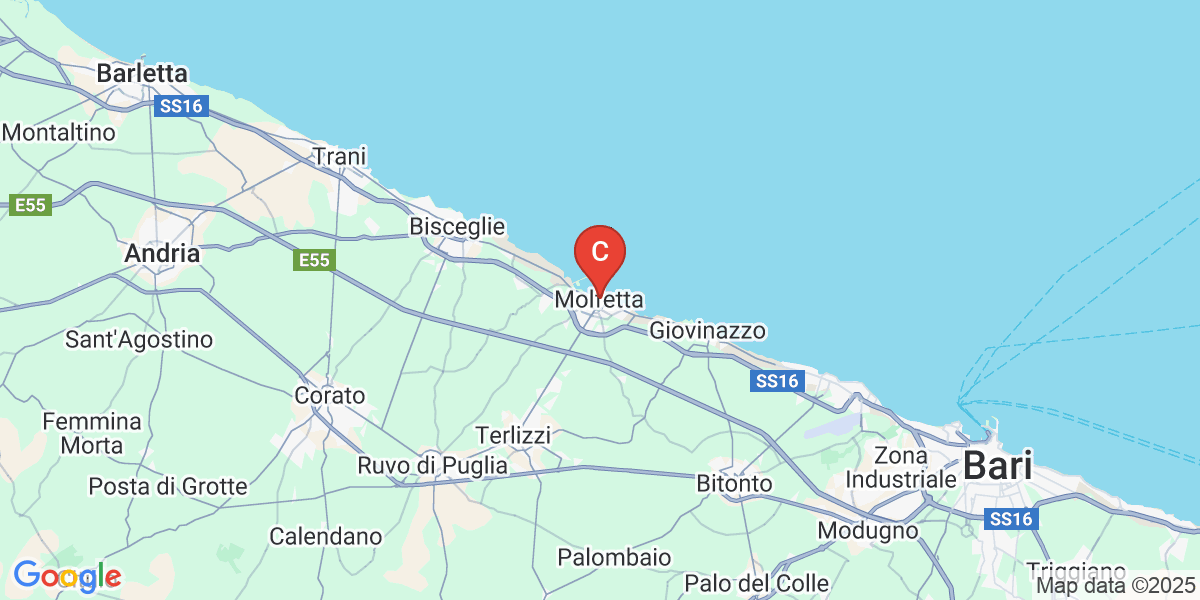 Barletta
SS16
Montaltino
Trani
E55
Bisceglie
Andria
E55
C
Molfetta
Giovinazzo
Sant'Agostino
SS16
Corato
Femmina
Morta
Terlizzi
Zona
Industriale
Ruvo di Puglia
Bari
Posta di Grotte
Bitonto
SS16
Modugno
Calendano
Palombaio
Triggiano
Google
Palo del Colle
Map data ©2025